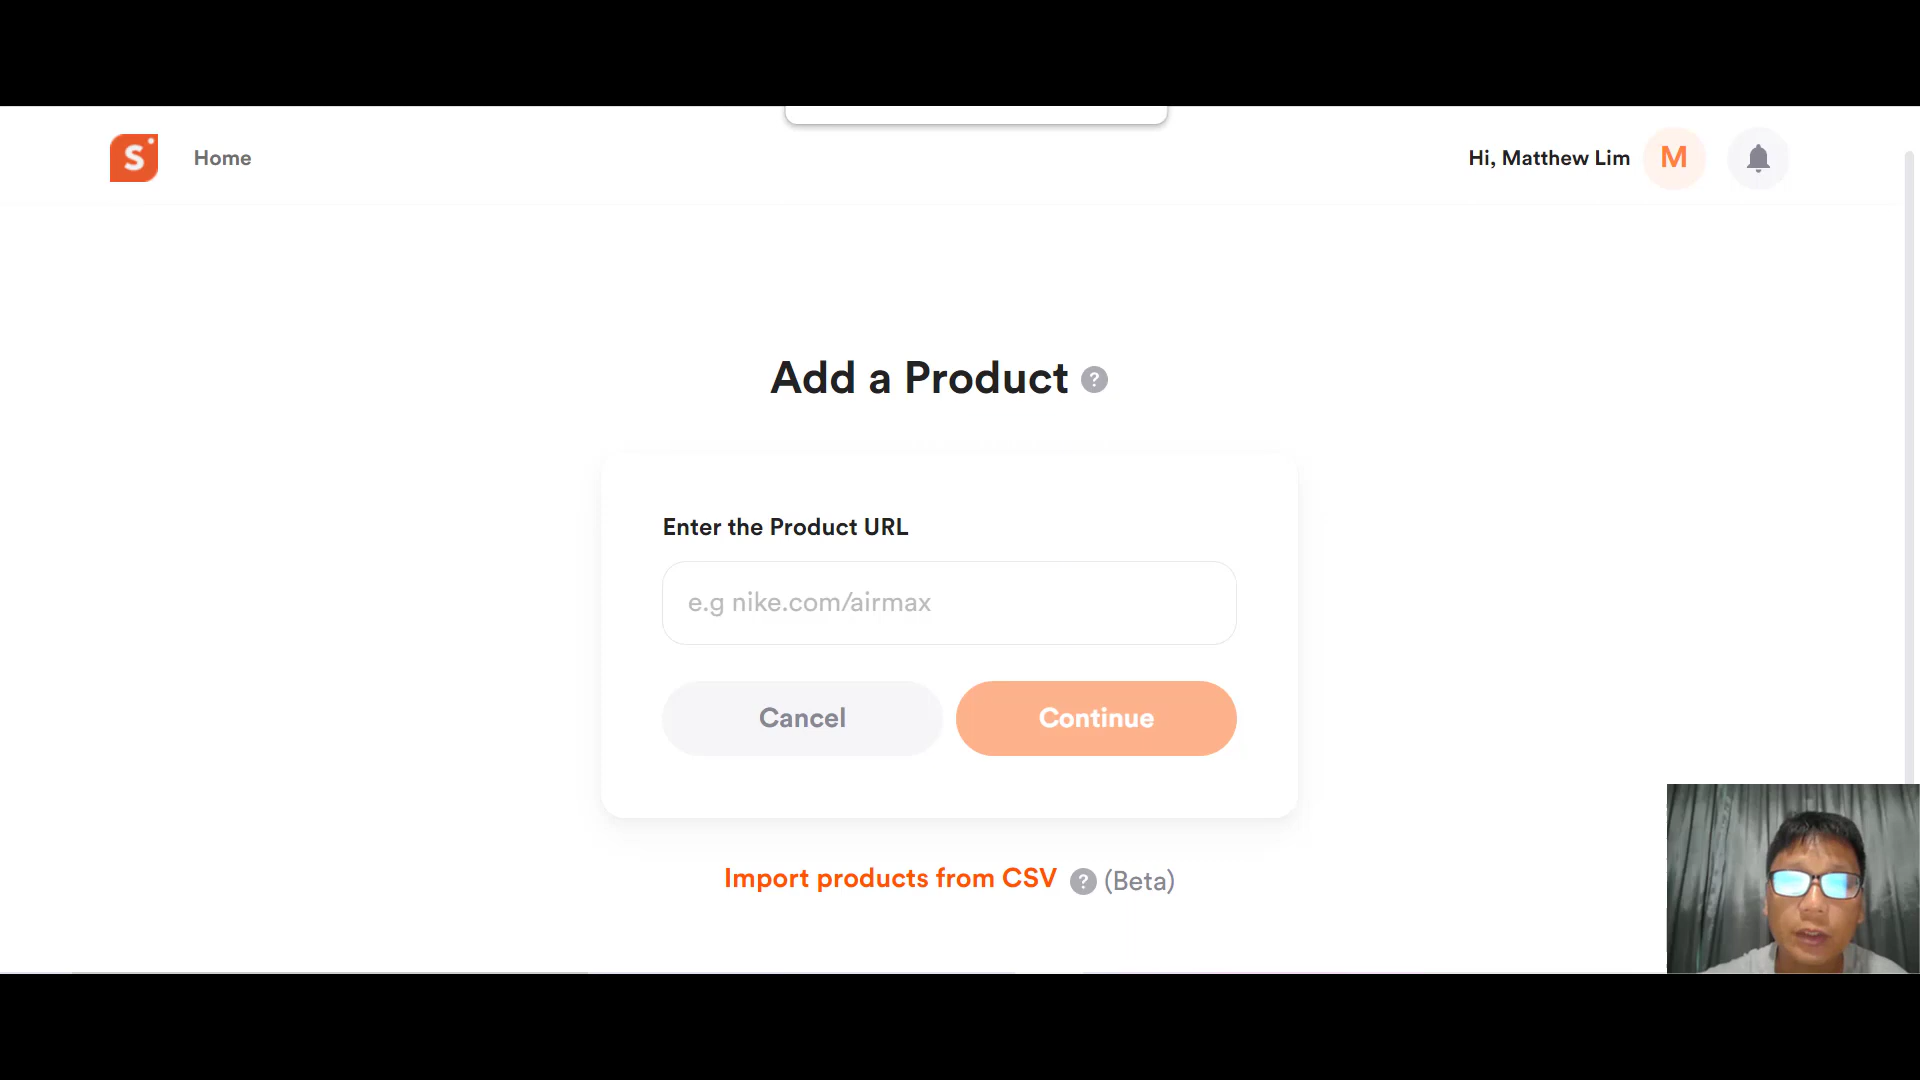 S
Home
Hi, Matthew Lim
M
Add a Product ?
Enter the Product URL
e.g nike.com/airmax
Cancel
Continue
Import products from CSV ? (Beta)